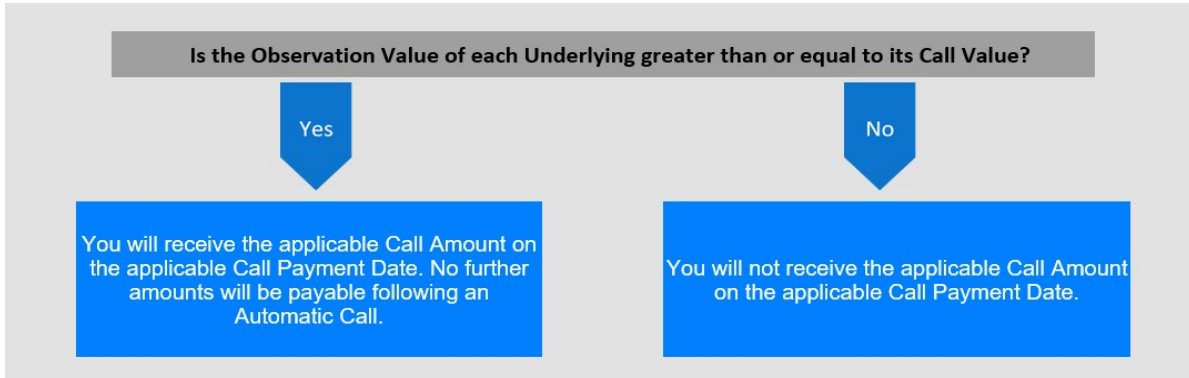 Is the Observation Value of each Underlying greater than or equal to its Call Value?
Yes
No
You will receive the applicable Call Amount on
the applicable Call Payment Date. No further
amounts will be payable following an
Automatic Call.
You will not receive the applicable Call Amount
on the applicable Call Payment Date.